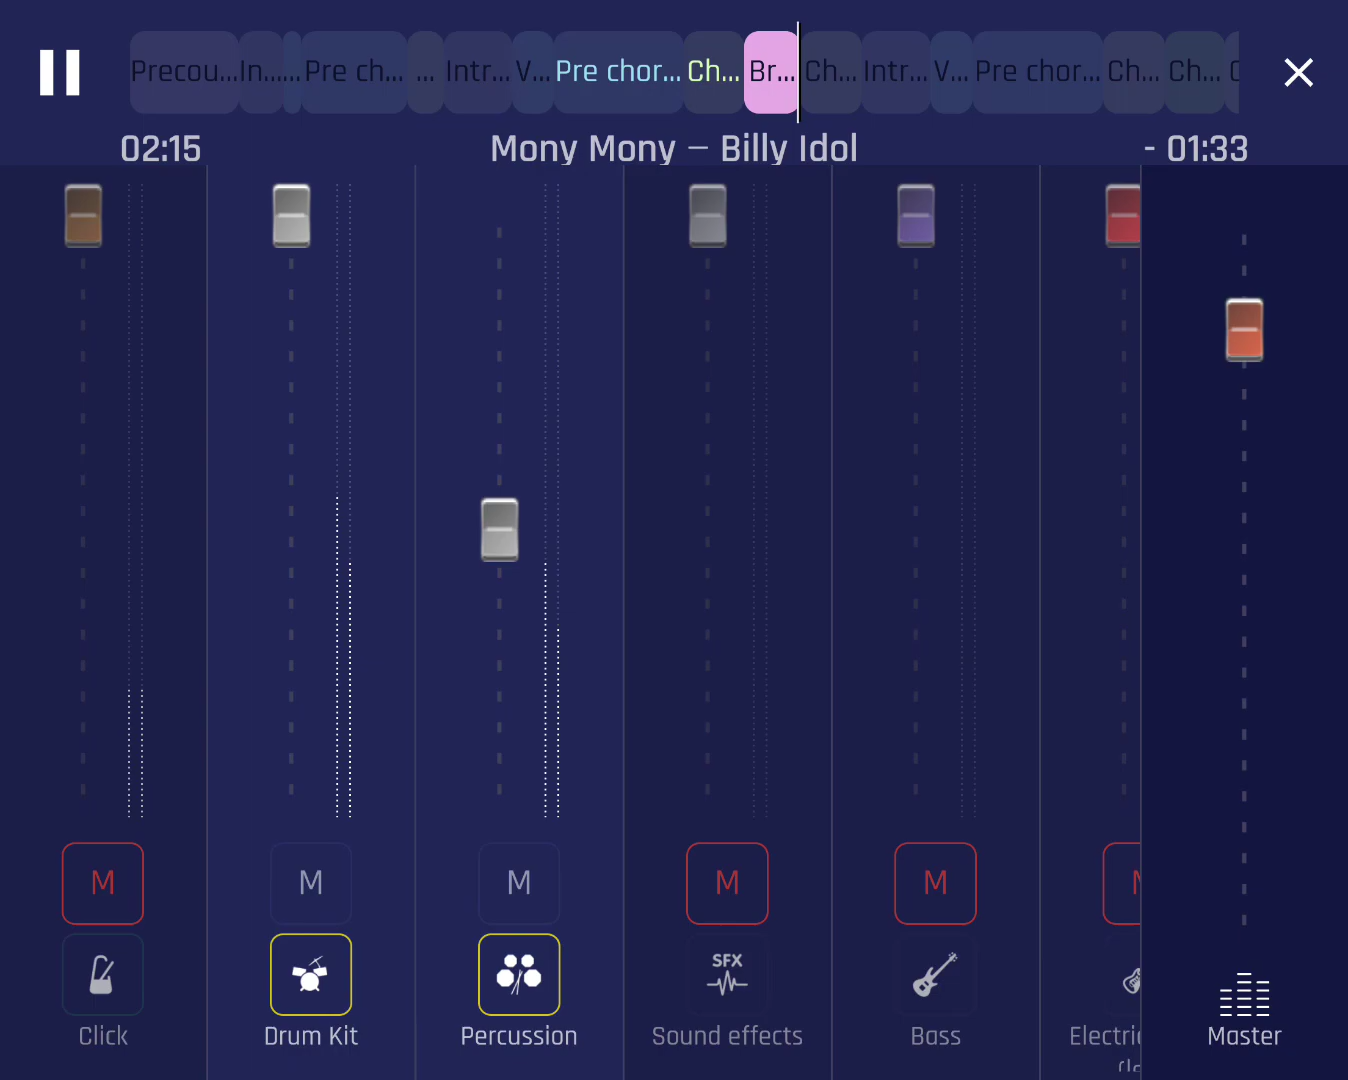 Precou... In... ... Pre ch... ... Intr... V... Pre chor... Ch... Br... Ch... Intr... V... Pre chor... Ch... Ch...
02:15 Mony Mony – Billy Idol - 01:33
M M M M M
SFX
Click Drum Kit Percussion Sound effects Bass Electri Master